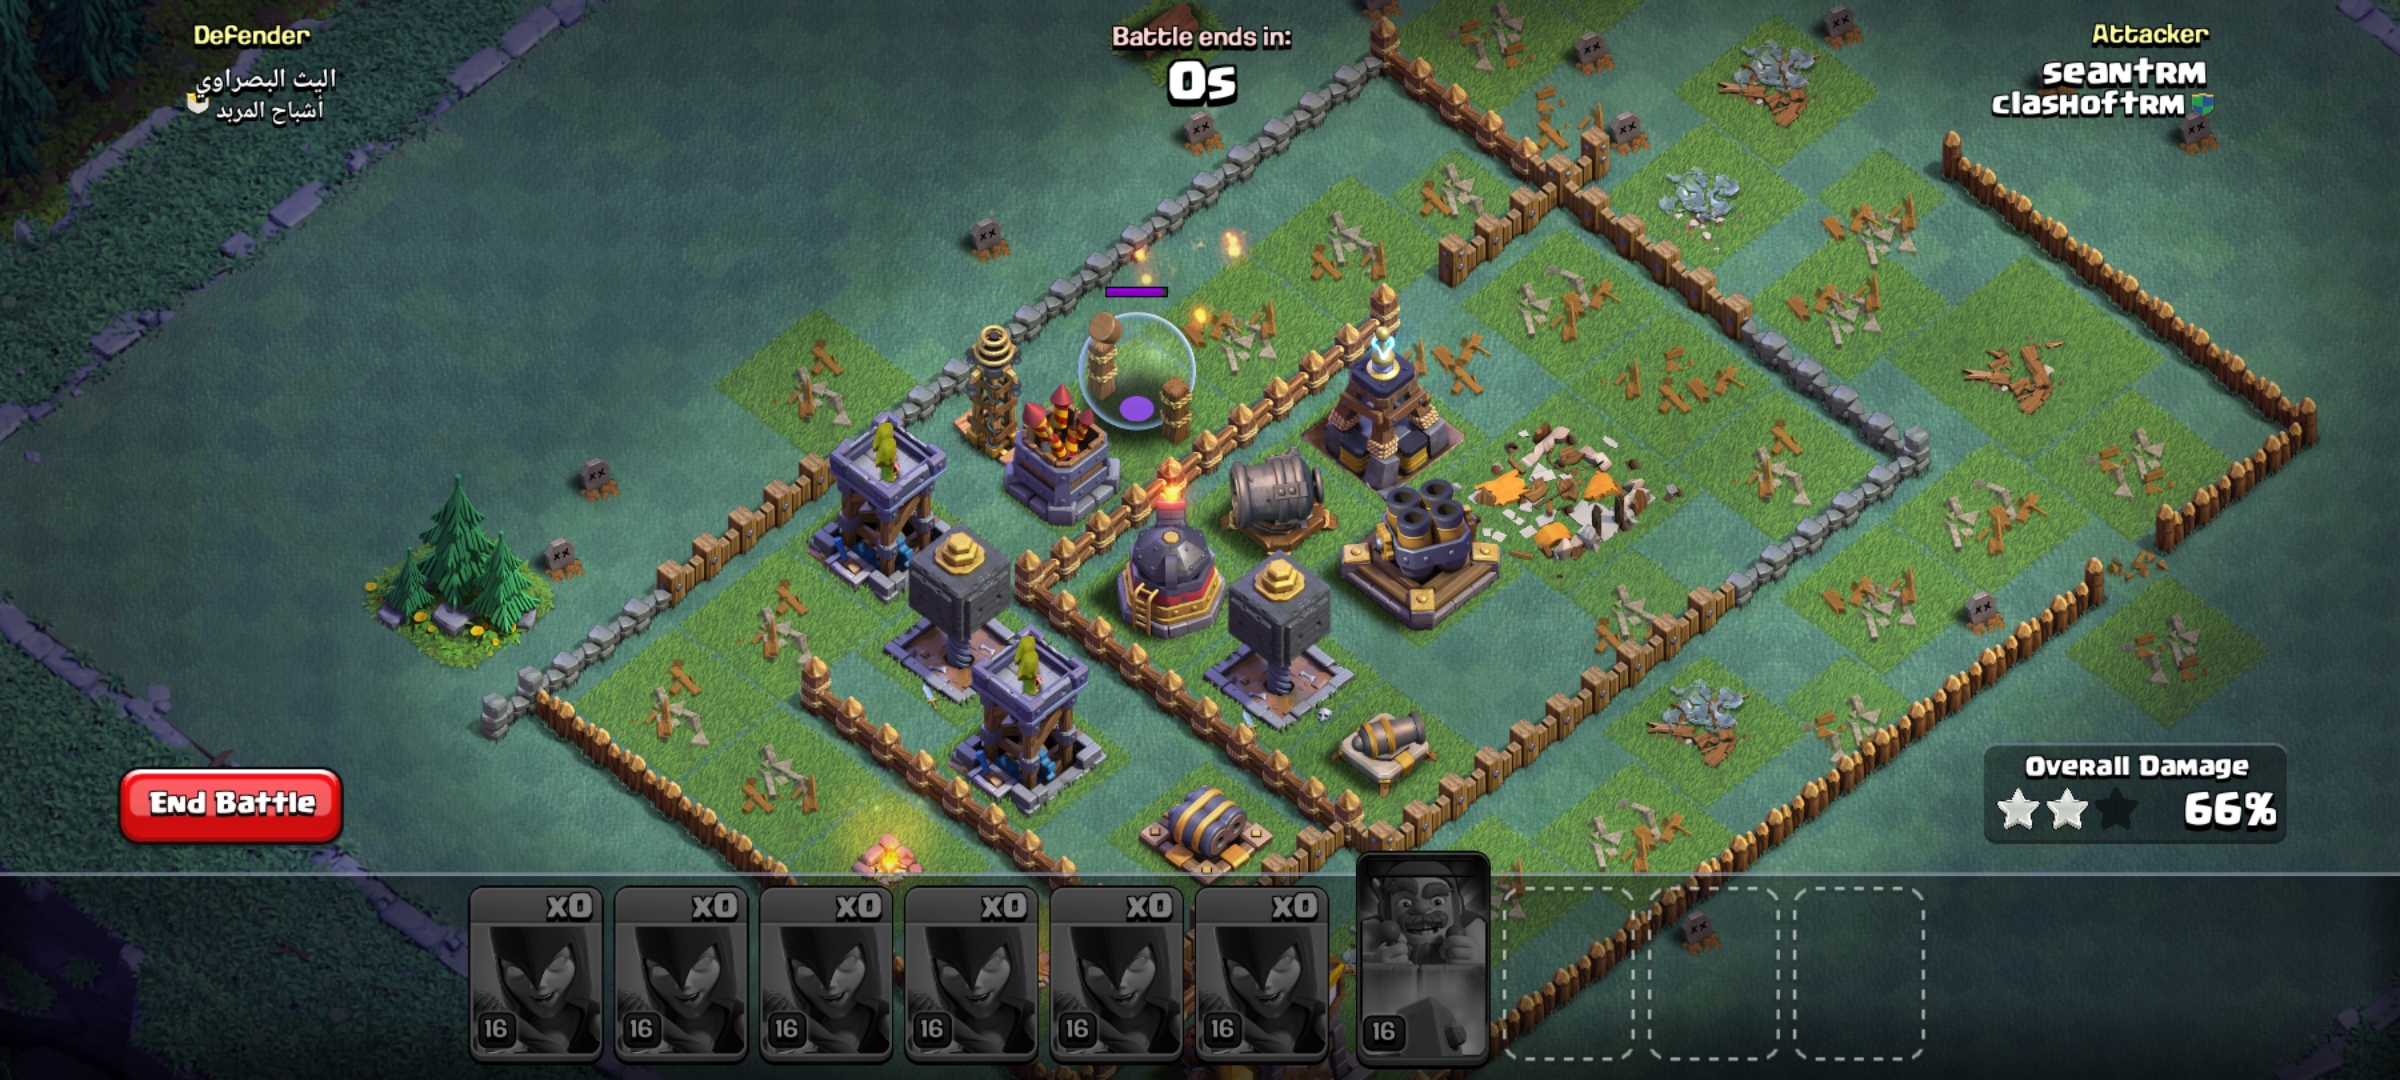 Defender
اليث البصراوي
أشباح المربد
Battle ends in:
0s
Attacker
seantRM
clashoftRM
End Battle
Overall Damage
66%
x0
x0
x0
x0
x0
x0
16
16
16
16
16
16
16